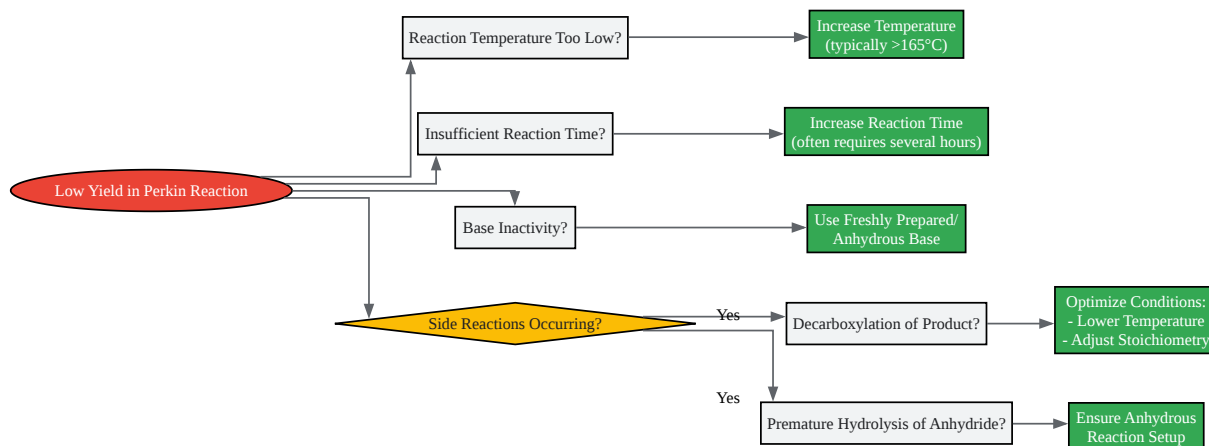 Reaction Temperature Too Low?
Increase Temperature
(typically >165°C)
Insufficient Reaction Time?
Increase Reaction Time
(often requires several hours)
Low Yield in Perkin Reaction
Base Inactivity?
Use Freshly Prepared/
Anhydrous Base
Side Reactions Occurring?
Yes
Decarboxylation of Product?
Optimize Conditions:
- Lower Temperature
- Adjust Stoichiometry
Yes
Premature Hydrolysis of Anhydride?
Ensure Anhydrous
Reaction Setup